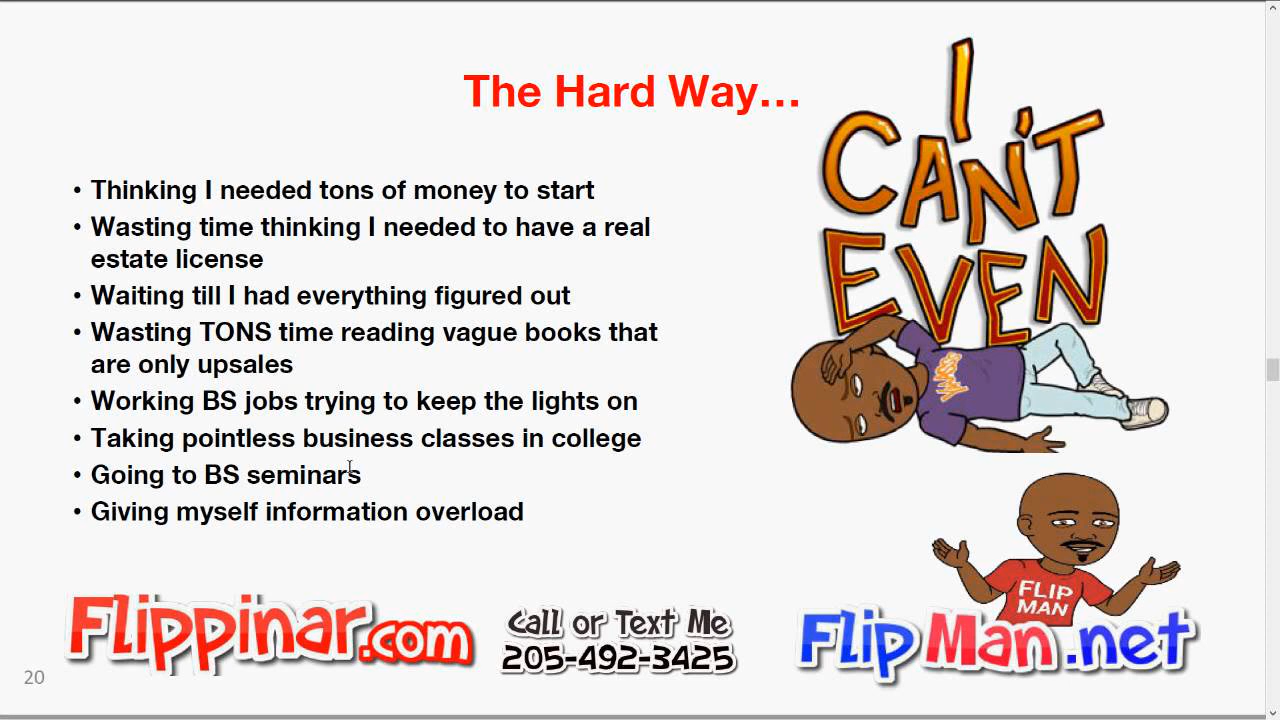 The Hard Way...
I
CAN'T
EVEN
• Thinking I needed tons of money to start
• Wasting time thinking I needed to have a real
estate license
• Waiting till I had everything figured out
• Wasting TONS time reading vague books that
are only upsales
• Working BS jobs trying to keep the lights on
• Taking pointless business classes in college
• Going to BS seminars
• Giving myself information overload
FLIP
MAN
Flippinar.com
Call or Text Me
205-492-3425
FlipMan.net
20